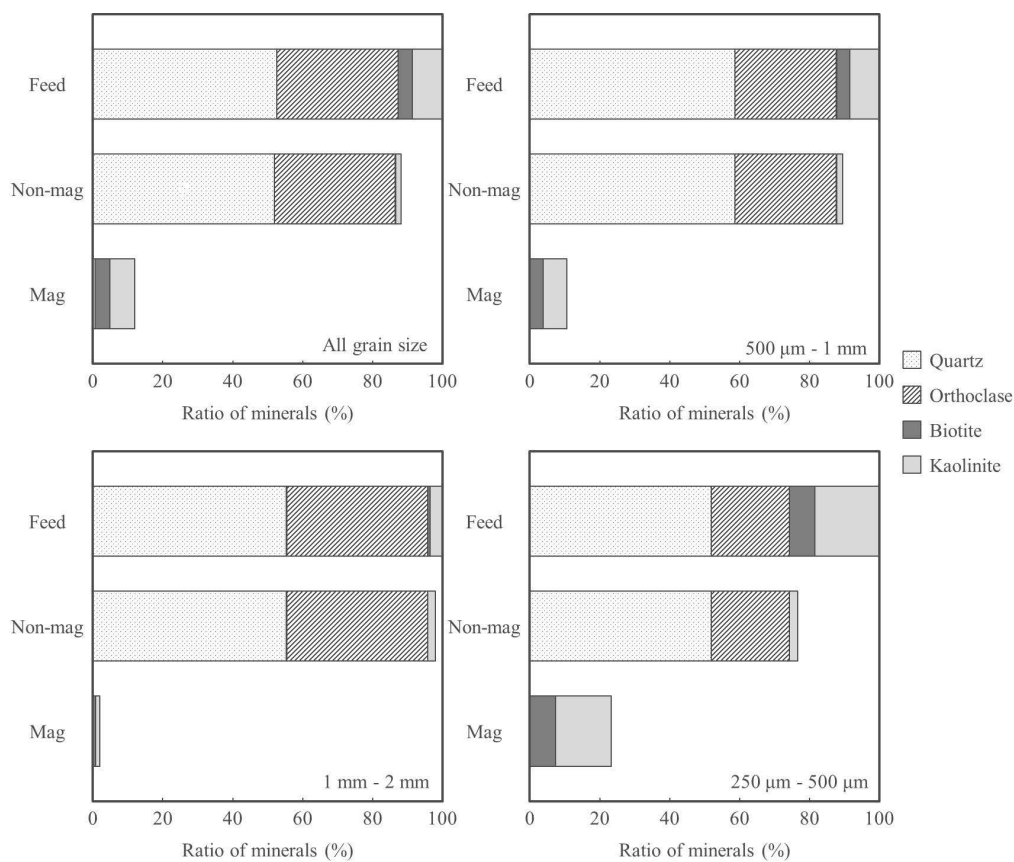 Feed
Non-mag
Mag
All grain size
0 20 40 60 80 100
Ratio of minerals (%)
Feed
Non-mag
Mag
500 μm - 1 mm
0 20 40 60 80 100
Ratio of minerals (%)
Quartz
Orthoclase
Biotite
Kaolinite
Feed
Non-mag
Mag
1 mm - 2 mm
0 20 40 60 80 100
Ratio of minerals (%)
Feed
Non-mag
Mag
250 μm - 500 μm
0 20 40 60 80 100
Ratio of minerals (%)